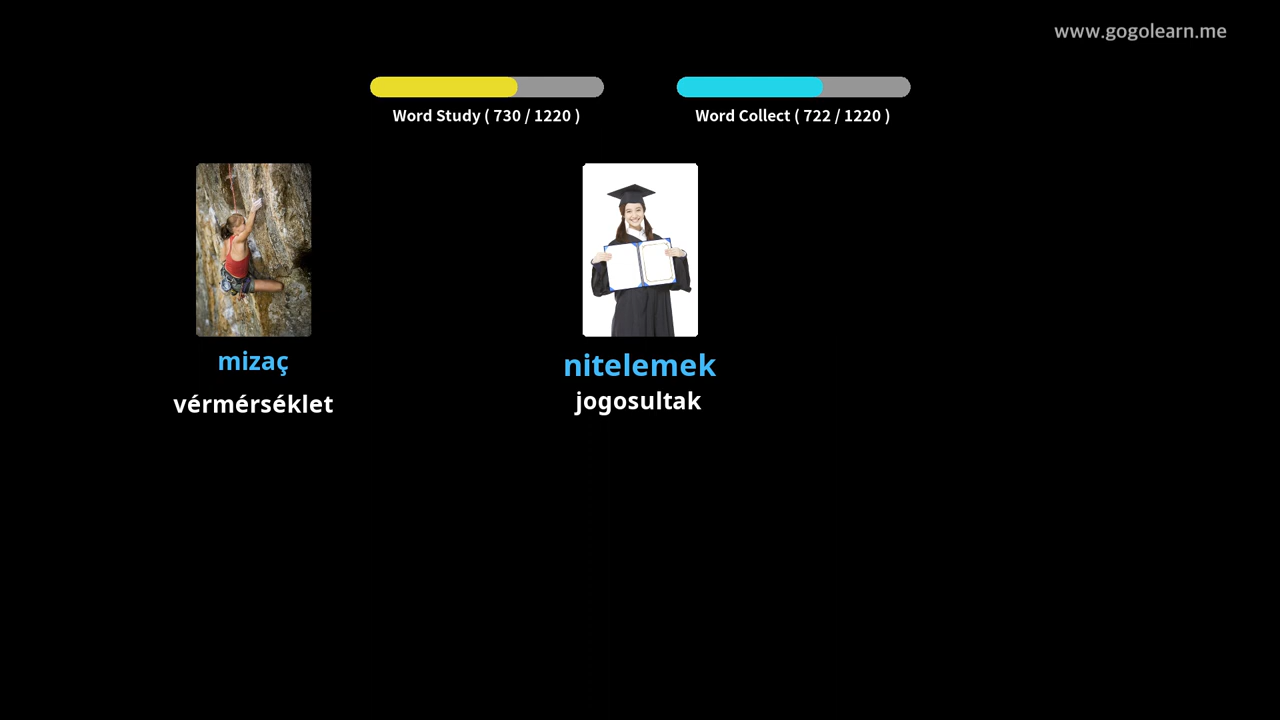 www.gogolearn.me
Word Study ( 730 / 1220 )
Word Collect ( 722 / 1220 )
mizaç
vérmérséklet
nitelemek
jogosultak